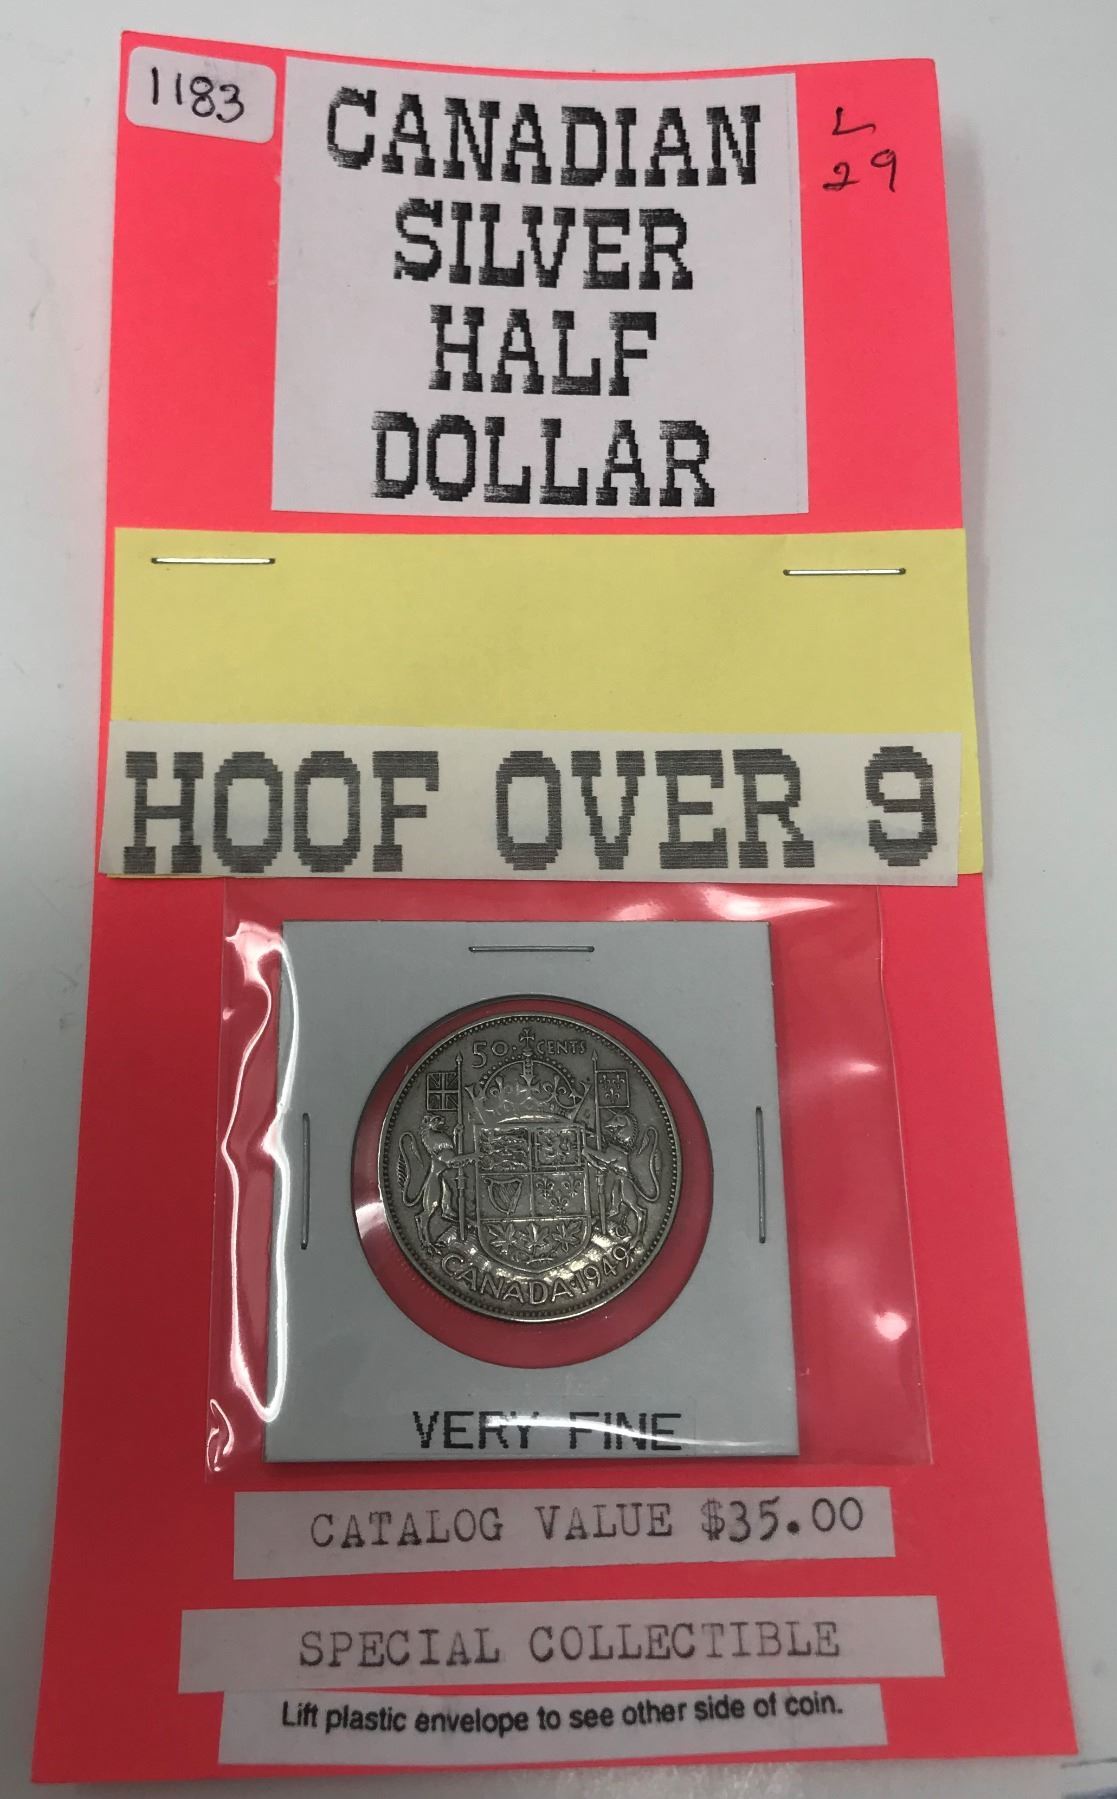 1183
CANADIAN
SILVER
HALF
DOLLAR
L
29
HOOF OVER 9
50 · CENTS
CANADA · 1949
VERY FINE
CATALOG VALUE $35.00
SPECIAL COLLECTIBLE
Lift plastic envelope to see other side of coin.